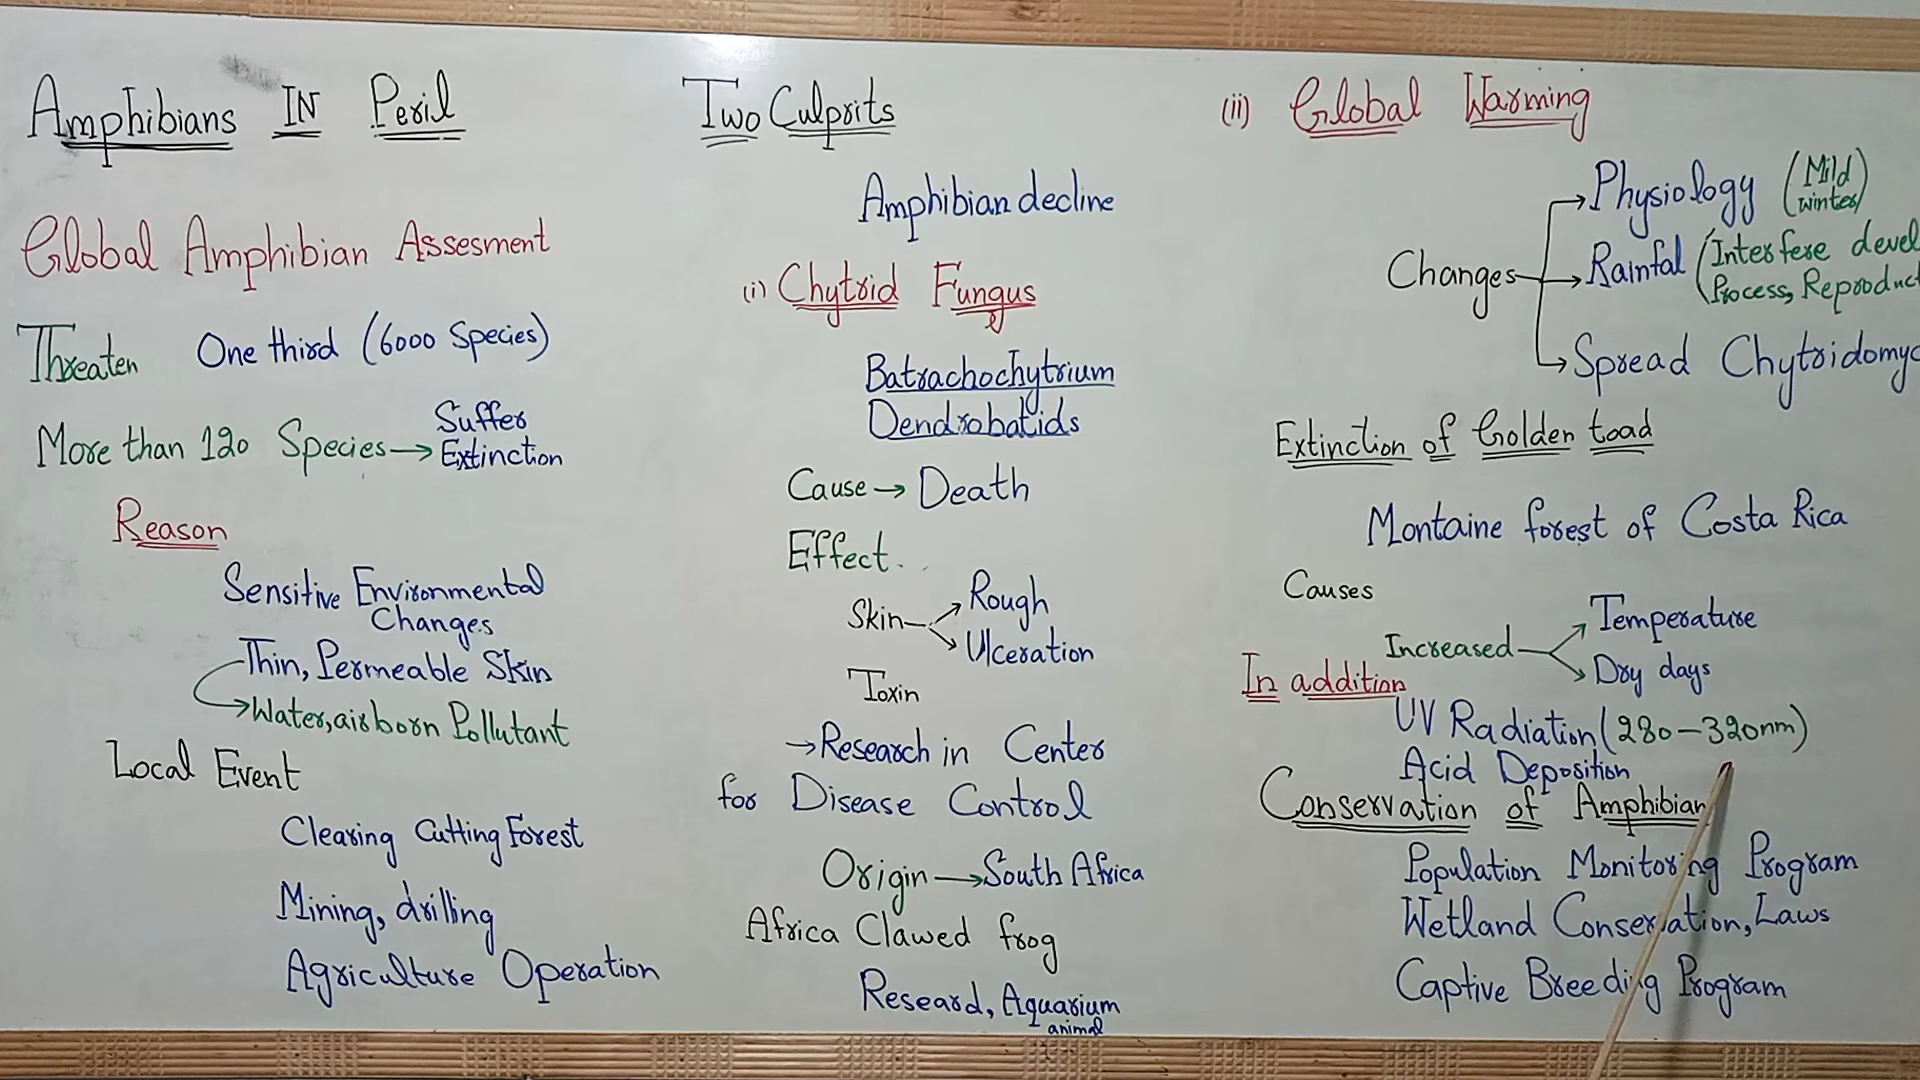 Amphibians IN Peril
Global Amphibian Assesment
Threaten One third (6000 Species)
More than 120 Species → Suffer
Extinction
Reason
Sensitive Environmental
Changes
Thin, Permeable Skin
→ Water, airborn Pollutant
Local Event
Clearing Cutting Forest
Mining, drilling
Agriculture Operation
Two Culprits
Amphibian decline
(i) Chytrid Fungus
Batrachochytrium
Dendrobatids
Cause → Death
Effect.
Skin → Rough
→ Ulceration
Toxin
→ Research in Center
for Disease Control
Origin → South Africa
Africa Clawed frog
Researd, Aquarium
animal
(ii) Global Warming
Changes → Physiology (Mild
winter)
→ Rainfal (Interfere devel
Process, Reproduct
→ Spread Chytridomyc
Extinction of Golden toad
Montaine forest of Costa Rica
Causes
Increased → Temperature
→ Dry days
In addition
UV Radiation (280-320nm)
Acid Deposition
Conservation of Amphibian
Population Monitoring Program
Wetland Conservation, Laws
Captive Breeding Program